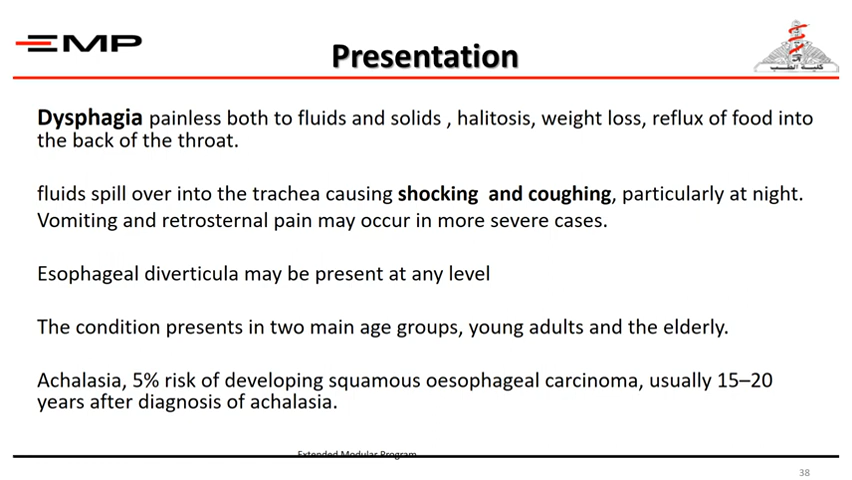 EMP
Presentation
كلية الطب
Dysphagia painless both to fluids and solids , halitosis, weight loss, reflux of food into
the back of the throat.
fluids spill over into the trachea causing shocking and coughing, particularly at night.
Vomiting and retrosternal pain may occur in more severe cases.
Esophageal diverticula may be present at any level
The condition presents in two main age groups, young adults and the elderly.
Achalasia, 5% risk of developing squamous oesophageal carcinoma, usually 15–20
years after diagnosis of achalasia.
Extended Modular Program
38